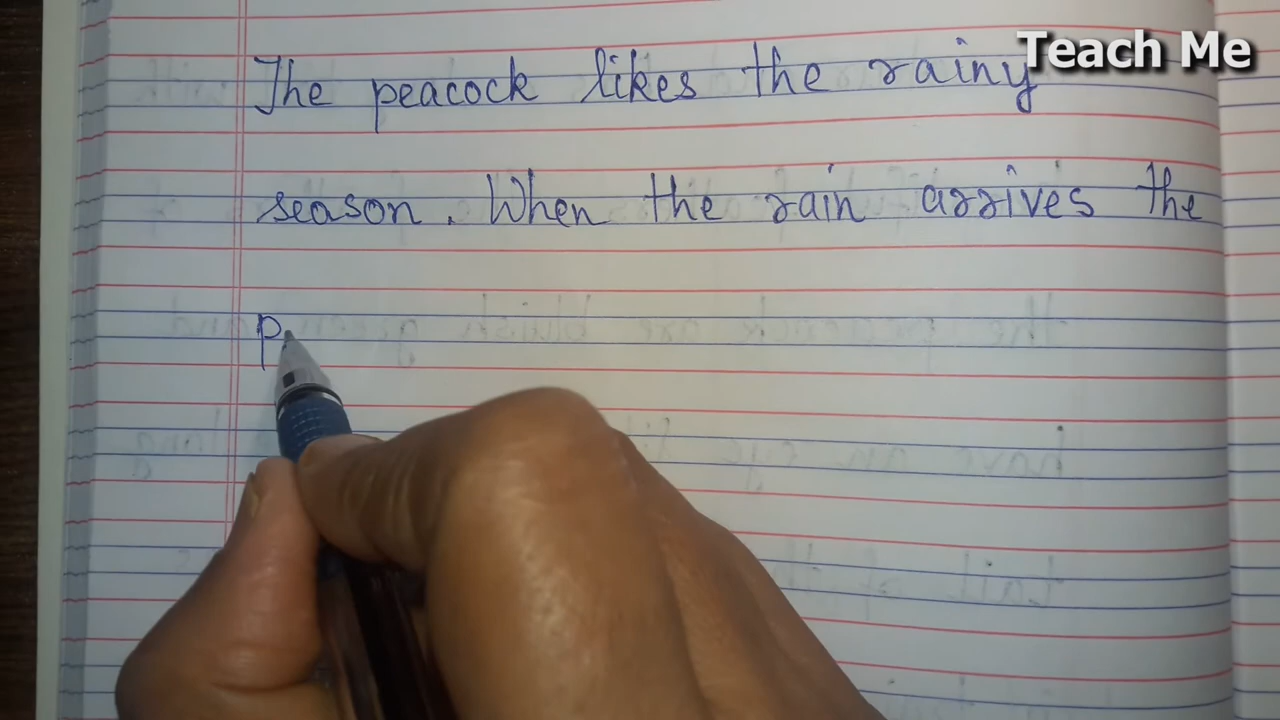 Teach Me
The peacock likes the rainy
season. When the rain arrives the
P